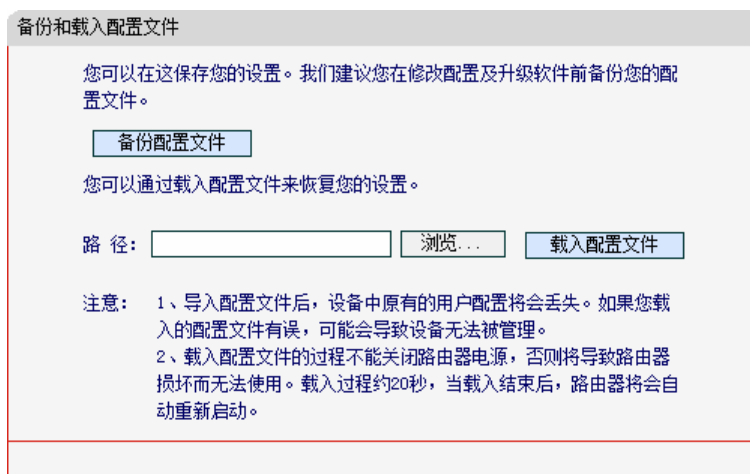 备份和载入配置文件
您可以在这保存您的设置。我们建议您在修改配置及升级软件前备份您的配
置文件。
备份配置文件
您可以通过载入配置文件来恢复您的设置。
路 径: 浏览... 载入配置文件
注意: 1、导入配置文件后，设备中原有的用户配置将会丢失。如果您载
入的配置文件有误，可能会导致设备无法被管理。
2、载入配置文件的过程不能关闭路由器电源，否则将导致路由器
损坏而无法使用。载入过程约20秒，当载入结束后，路由器将会自
动重新启动。